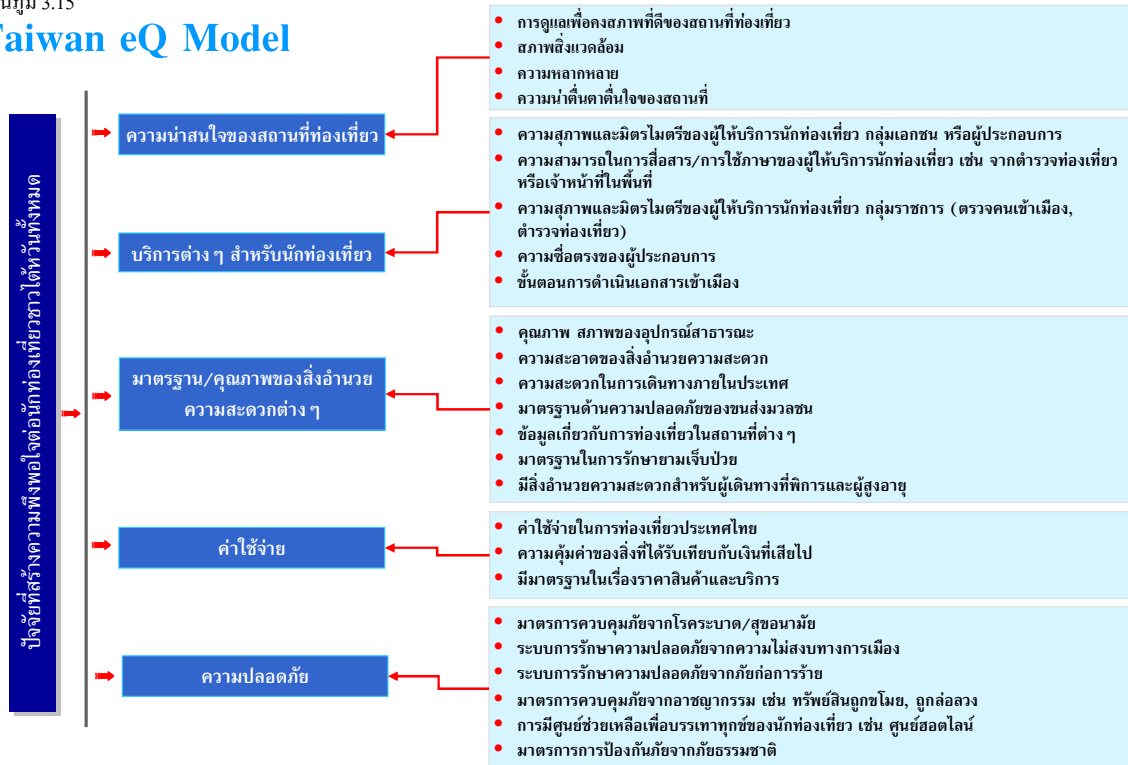 นภูมิ 3.15
Taiwan eQ Model
ปัจจัยที่สร้างความพึงพอใจต่อนักท่องเที่ยวชาวไต้หวันทั้งหมด
ความน่าสนใจของสถานที่ท่องเที่ยว
• การดูแลเพื่อคงสภาพที่ดีของสถานที่ท่องเที่ยว
• สภาพสิ่งแวดล้อม
• ความหลากหลาย
• ความน่าตื่นตาตื่นใจของสถานที่
บริการต่าง ๆ สำหรับนักท่องเที่ยว
• ความสุภาพและมิตรไมตรีของผู้ให้บริการนักท่องเที่ยว กลุ่มเอกชน หรือผู้ประกอบการ
• ความสามารถในการสื่อสาร/การใช้ภาษาของผู้ให้บริการนักท่องเที่ยว เช่น จากตำรวจท่องเที่ยว
หรือเจ้าหน้าที่ในพื้นที่
• ความสุภาพและมิตรไมตรีของผู้ให้บริการนักท่องเที่ยว กลุ่มราชการ (ตรวจคนเข้าเมือง,
ตำรวจท่องเที่ยว)
• ความซื่อตรงของผู้ประกอบการ
• ขั้นตอนการดำเนินเอกสารเข้าเมือง
มาตรฐาน/คุณภาพของสิ่งอำนวย
ความสะดวกต่าง ๆ
• คุณภาพ สภาพของอุปกรณ์สาธารณะ
• ความสะอาดของสิ่งอำนวยความสะดวก
• ความสะดวกในการเดินทางภายในประเทศ
• มาตรฐานด้านความปลอดภัยของขนส่งมวลชน
• ข้อมูลเกี่ยวกับการท่องเที่ยวในสถานที่ต่าง ๆ
• มาตรฐานในการรักษายามเจ็บป่วย
• มีสิ่งอำนวยความสะดวกสำหรับผู้เดินทางที่พิการและผู้สูงอายุ
ค่าใช้จ่าย
• ค่าใช้จ่ายในการท่องเที่ยวประเทศไทย
• ความคุ้มค่าของสิ่งที่ได้รับเทียบกับเงินที่เสียไป
• มีมาตรฐานในเรื่องราคาสินค้าและบริการ
ความปลอดภัย
• มาตรการควบคุมภัยจากโรคระบาด/สุขอนามัย
• ระบบการรักษาความปลอดภัยจากความไม่สงบทางการเมือง
• ระบบการรักษาความปลอดภัยจากภัยก่อการร้าย
• มาตรการควบคุมภัยจากอาชญากรรม เช่น ทรัพย์สินถูกขโมย, ถูกล่อลวง
• การมีศูนย์ช่วยเหลือเพื่อบรรเทาทุกข์ของนักท่องเที่ยว เช่น ศูนย์ฮอตไลน์
• มาตรการการป้องกันภัยจากภัยธรรมชาติ